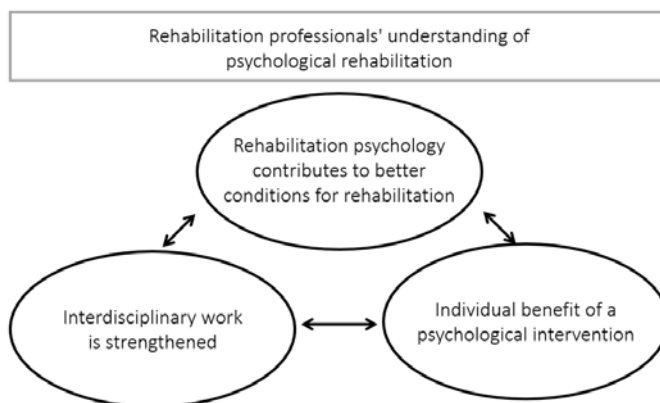 Rehabilitation professionals' understanding of
psychological rehabilitation
Rehabilitation psychology
contributes to better
conditions for rehabilitation
Interdisciplinary work
is strengthened
Individual benefit of a
psychological intervention